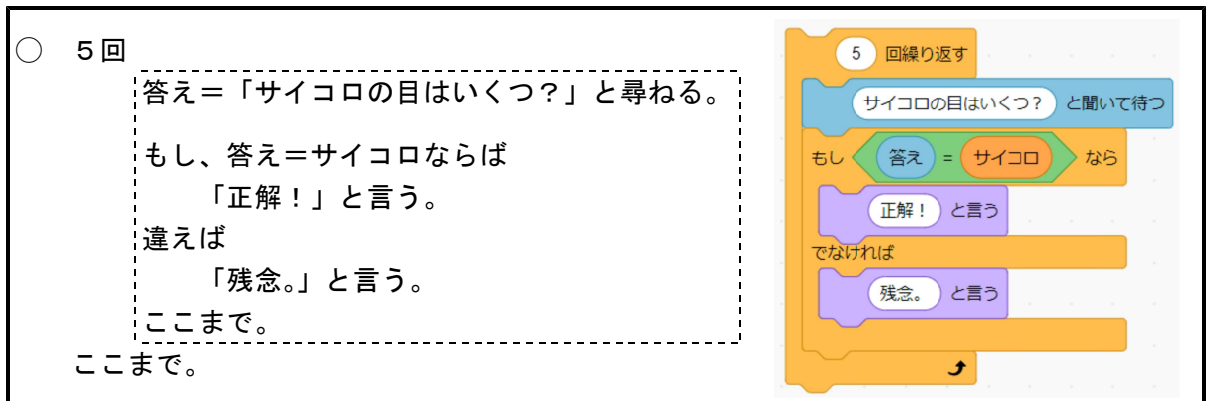 ○ 5回
答え=「サイコロの目はいくつ?」と尋ねる。
もし、答え=サイコロならば
「正解!」と言う。
違えば
「残念。」と言う。
ここまで。
ここまで。
5 回繰り返す
サイコロの目はいくつ? と聞いて待つ
もし 答え = サイコロ なら
正解! と言う
でなければ
残念。 と言う